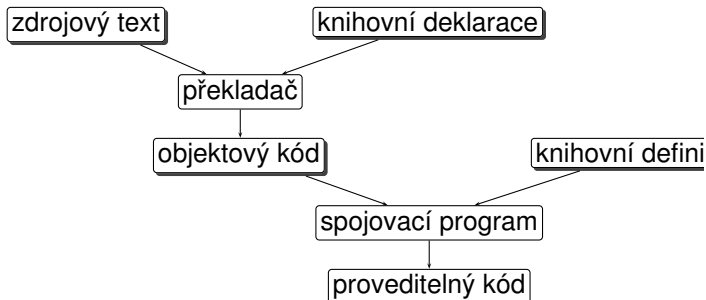 zdrojový text
knihovní deklarace
překladač
objektový kód
knihovní defini
spojovací program
proveditelný kód